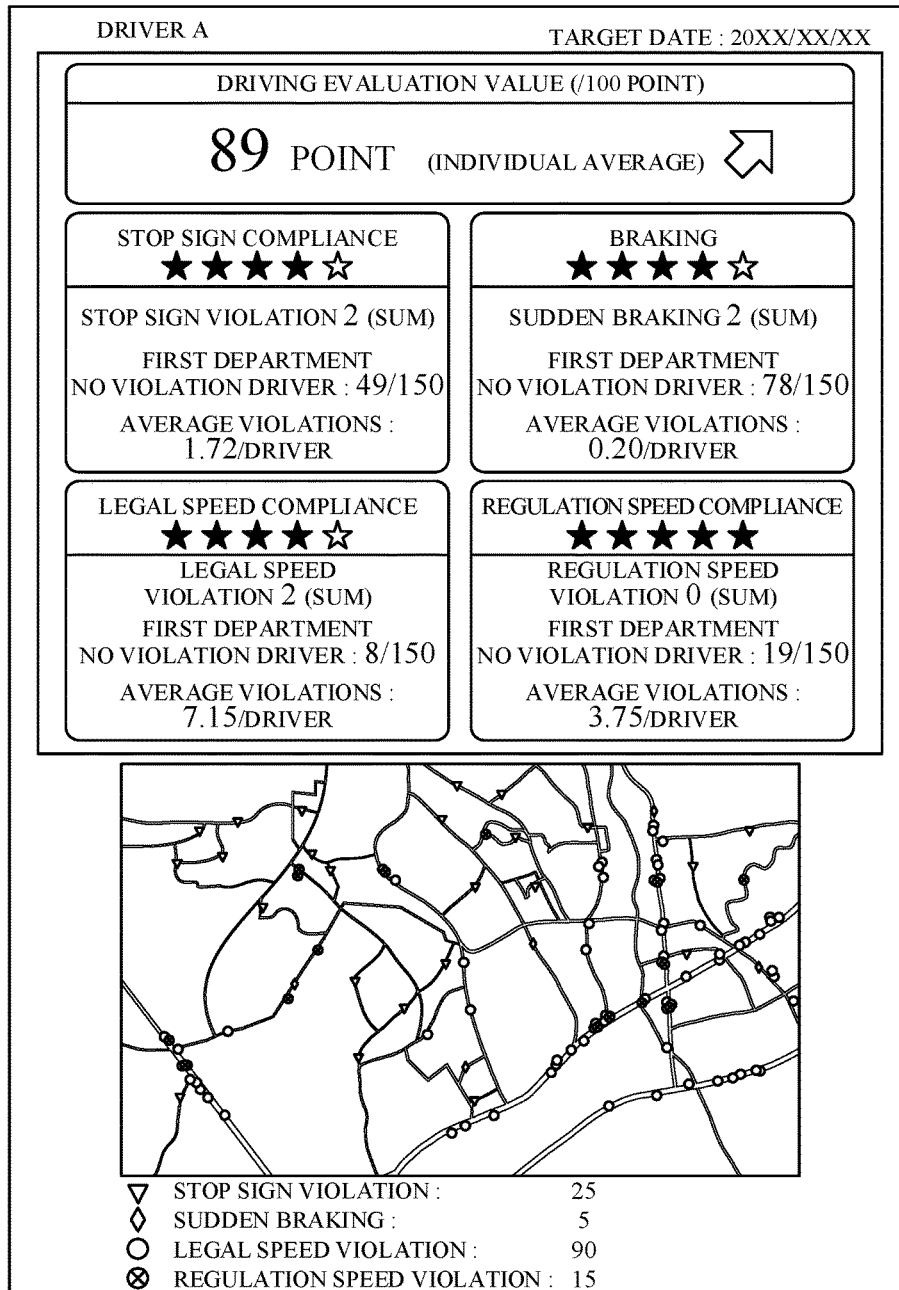 DRIVER A
TARGET DATE : 20XX/XX/XX
DRIVING EVALUATION VALUE (/100 POINT)
89 POINT (INDIVIDUAL AVERAGE)
STOP SIGN COMPLIANCE
★★★★☆
STOP SIGN VIOLATION 2 (SUM)
FIRST DEPARTMENT
NO VIOLATION DRIVER : 49/150
AVERAGE VIOLATIONS :
1.72/DRIVER
BRAKING
★★★★☆
SUDDEN BRAKING 2 (SUM)
FIRST DEPARTMENT
NO VIOLATION DRIVER : 78/150
AVERAGE VIOLATIONS :
0.20/DRIVER
LEGAL SPEED COMPLIANCE
★★★★☆
LEGAL SPEED
VIOLATION 2 (SUM)
FIRST DEPARTMENT
NO VIOLATION DRIVER : 8/150
AVERAGE VIOLATIONS :
7.15/DRIVER
REGULATION SPEED COMPLIANCE
★★★★★
REGULATION SPEED
VIOLATION 0 (SUM)
FIRST DEPARTMENT
NO VIOLATION DRIVER : 19/150
AVERAGE VIOLATIONS :
3.75/DRIVER
STOP SIGN VIOLATION : 25
SUDDEN BRAKING : 5
LEGAL SPEED VIOLATION : 90
REGULATION SPEED VIOLATION : 15